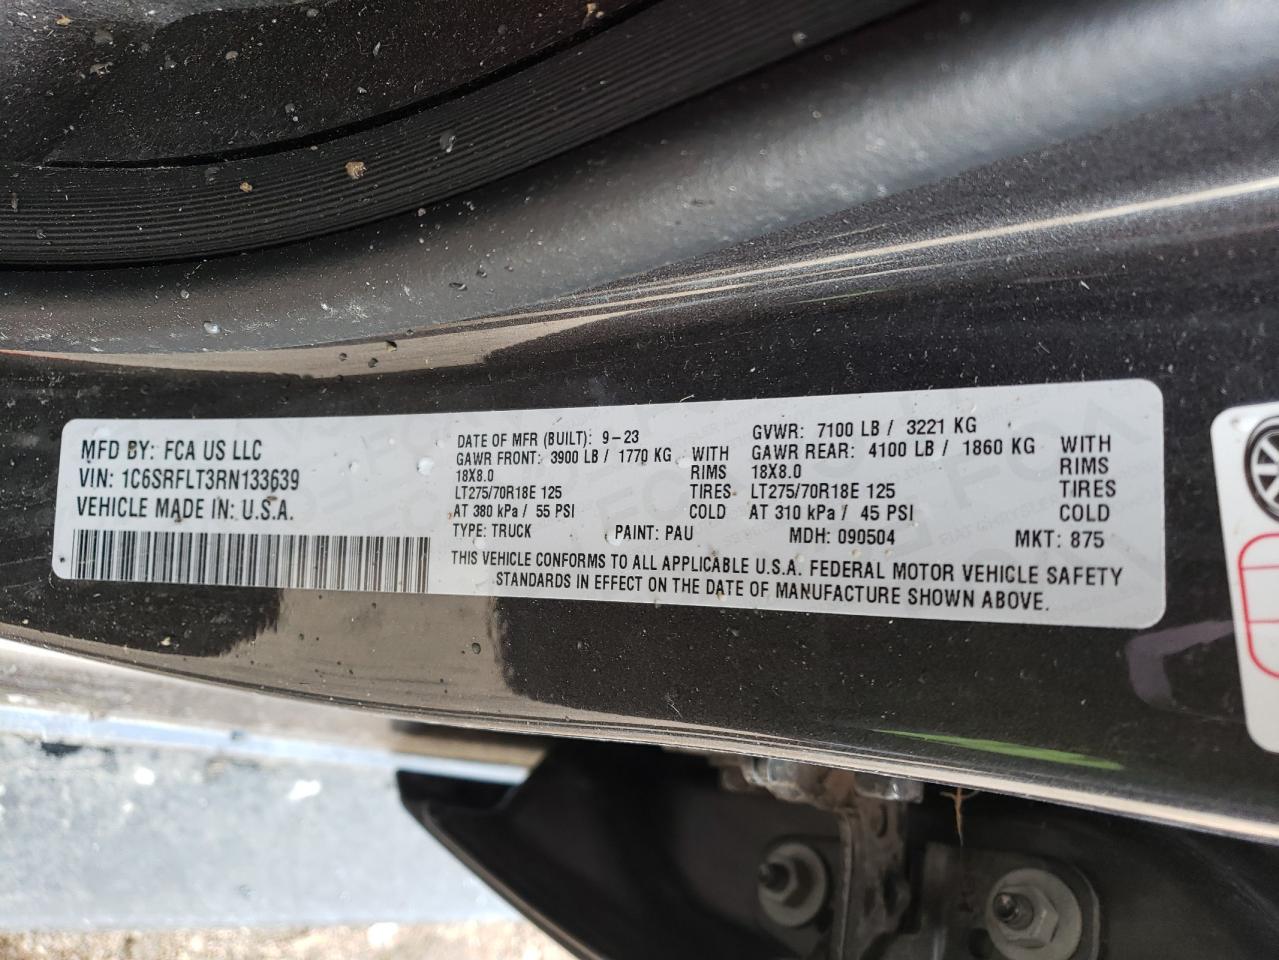 MFD BY: FCA US LLC
VIN: 1C6SRFLT3RN133639
VEHICLE MADE IN: U.S.A.
DATE OF MFR (BUILT): 9-23
GAWR FRONT: 3900 LB / 1770 KG WITH
18X8.0 RIMS
LT275/70R18E 125 TIRES
AT 380 kPa / 55 PSI COLD
GVWR: 7100 LB / 3221 KG
GAWR REAR: 4100 LB / 1860 KG WITH
18X8.0 RIMS
LT275/70R18E 125 TIRES
AT 310 kPa / 45 PSI COLD
TYPE: TRUCK PAINT: PAU MDH: 090504 MKT: 875
THIS VEHICLE CONFORMS TO ALL APPLICABLE U.S.A. FEDERAL MOTOR VEHICLE SAFETY
STANDARDS IN EFFECT ON THE DATE OF MANUFACTURE SHOWN ABOVE.